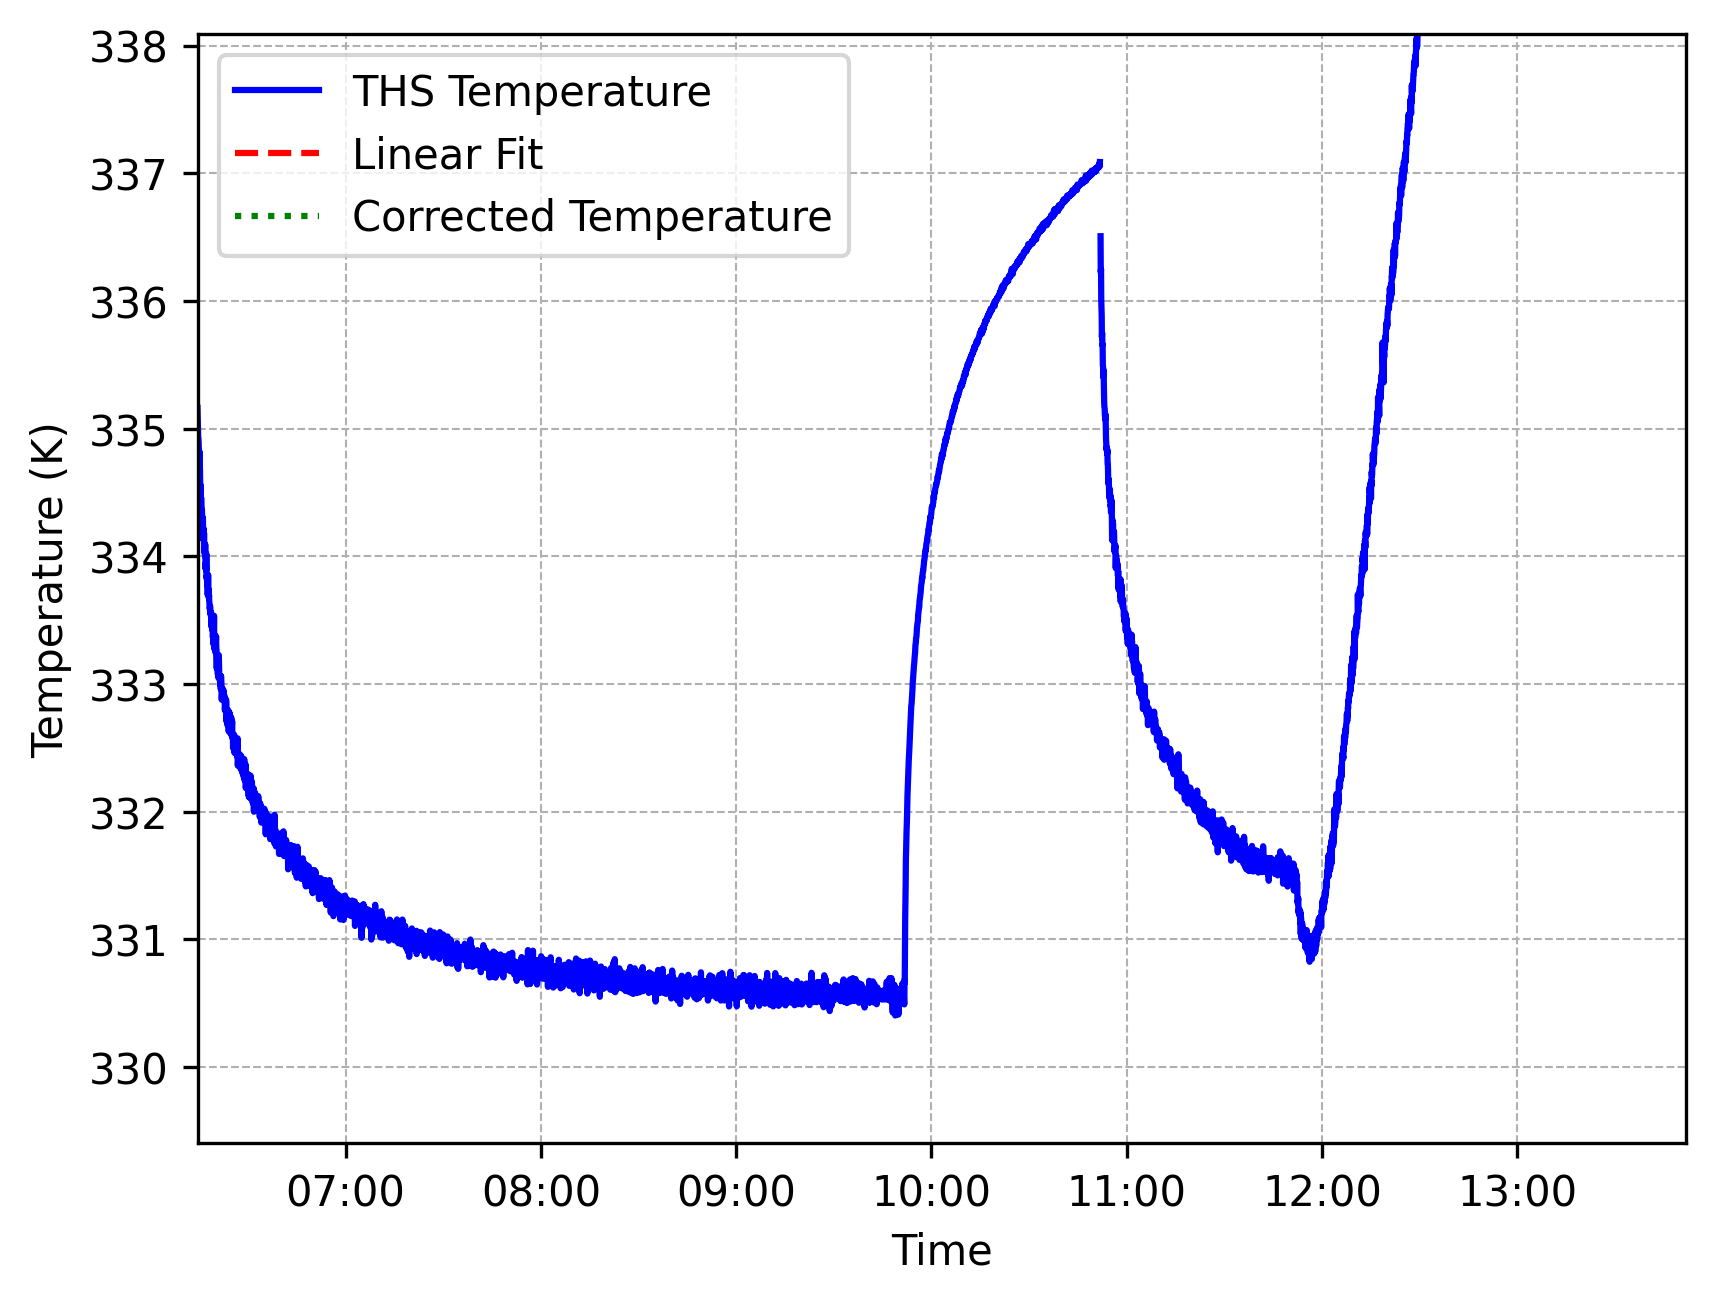 338
337
336
335
334
333
332
331
330
Temperature (K)
THS Temperature
Linear Fit
Corrected Temperature
07:00 08:00 09:00 10:00 11:00 12:00 13:00
Time